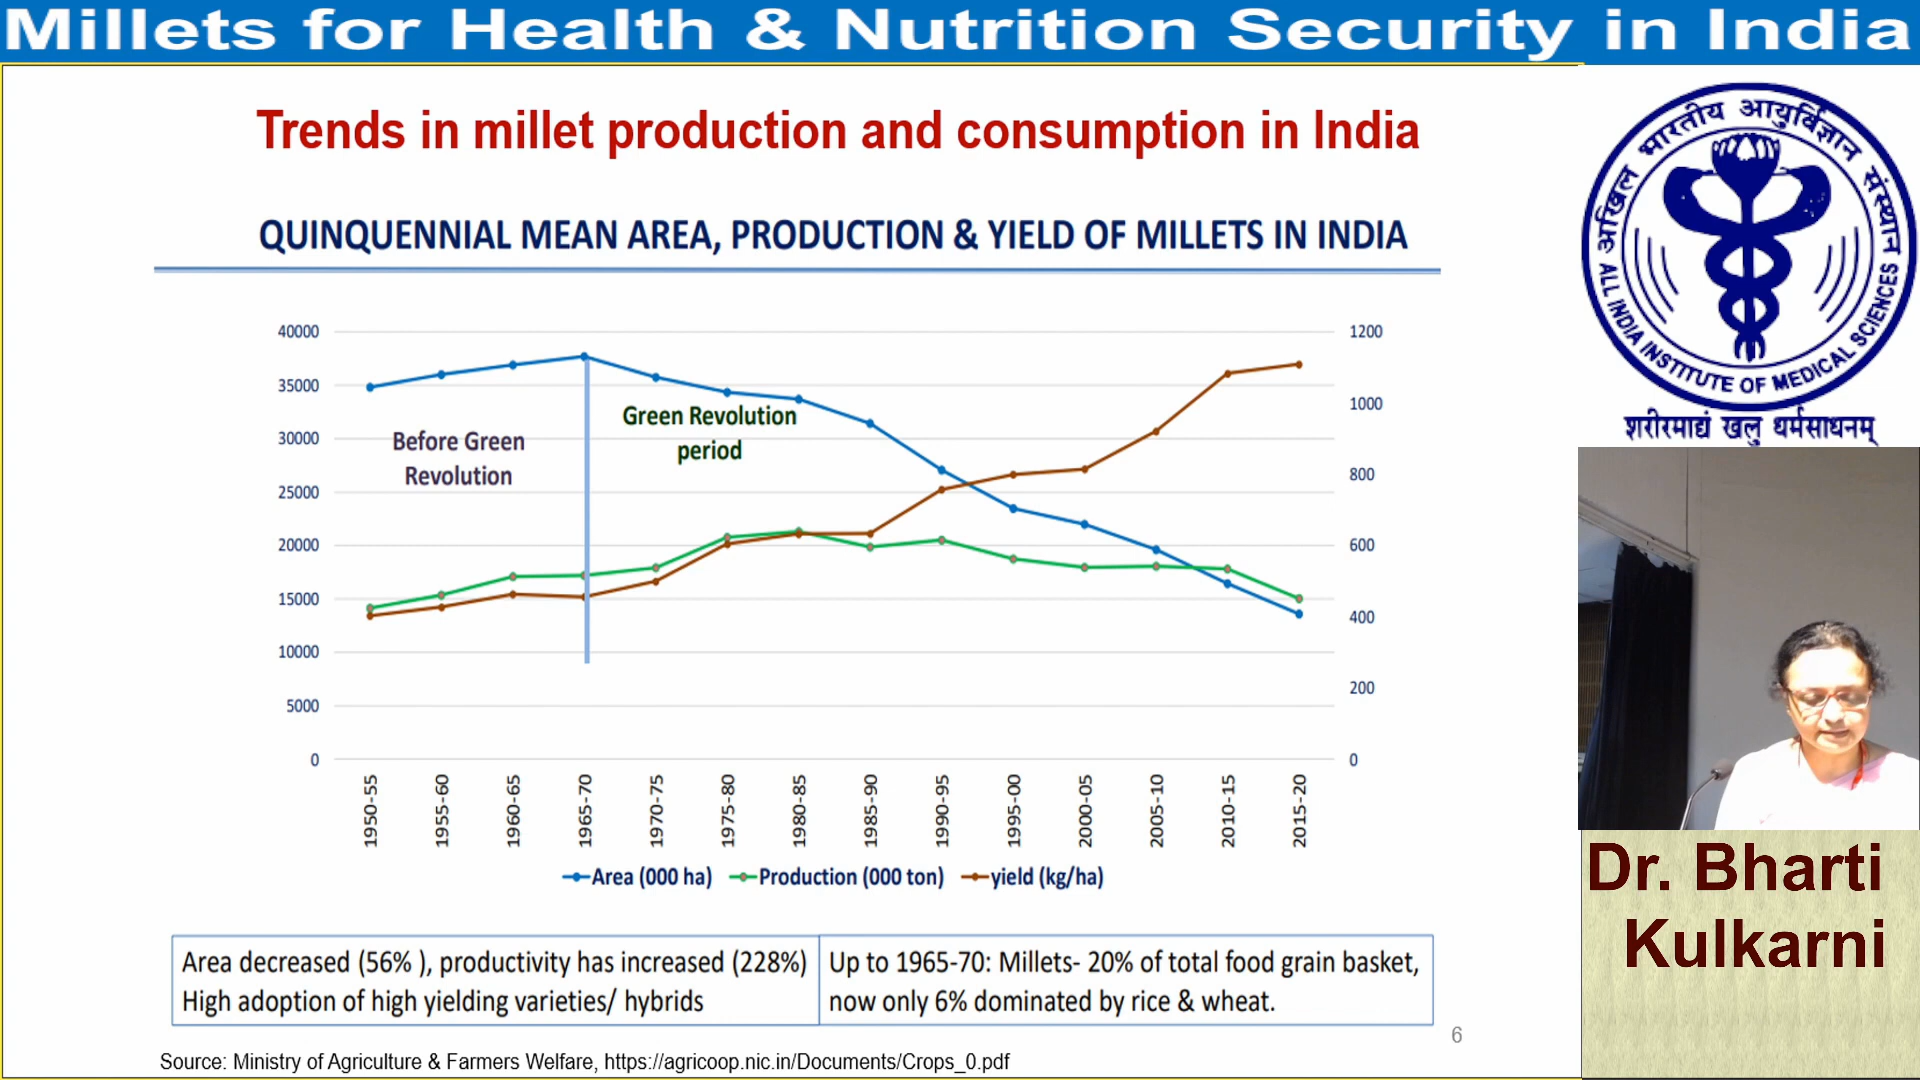 Millets for Health & Nutrition Security in India
Trends in millet production and consumption in India
QUINQUENNIAL MEAN AREA, PRODUCTION & YIELD OF MILLETS IN INDIA
40000
35000
30000
25000
20000
15000
10000
5000
0
1200
1000
800
600
400
200
0
Before Green
Revolution
Green Revolution
period
1950-55
1955-60
1960-65
1965-70
1970-75
1975-80
1980-85
1985-90
1990-95
1995-00
2000-05
2005-10
2010-15
2015-20
Area (000 ha) Production (000 ton) yield (kg/ha)
Area decreased (56% ), productivity has increased (228%)
High adoption of high yielding varieties/ hybrids
Up to 1965-70: Millets- 20% of total food grain basket,
now only 6% dominated by rice & wheat.
6
Source: Ministry of Agriculture & Farmers Welfare, https://agricoop.nic.in/Documents/Crops_0.pdf
अखिल भारतीय आयुर्विज्ञान संस्थान
ALL INDIA INSTITUTE OF MEDICAL SCIENCES
शरीरमाद्यं खलु धर्मसाधनम्
Dr. Bharti
Kulkarni